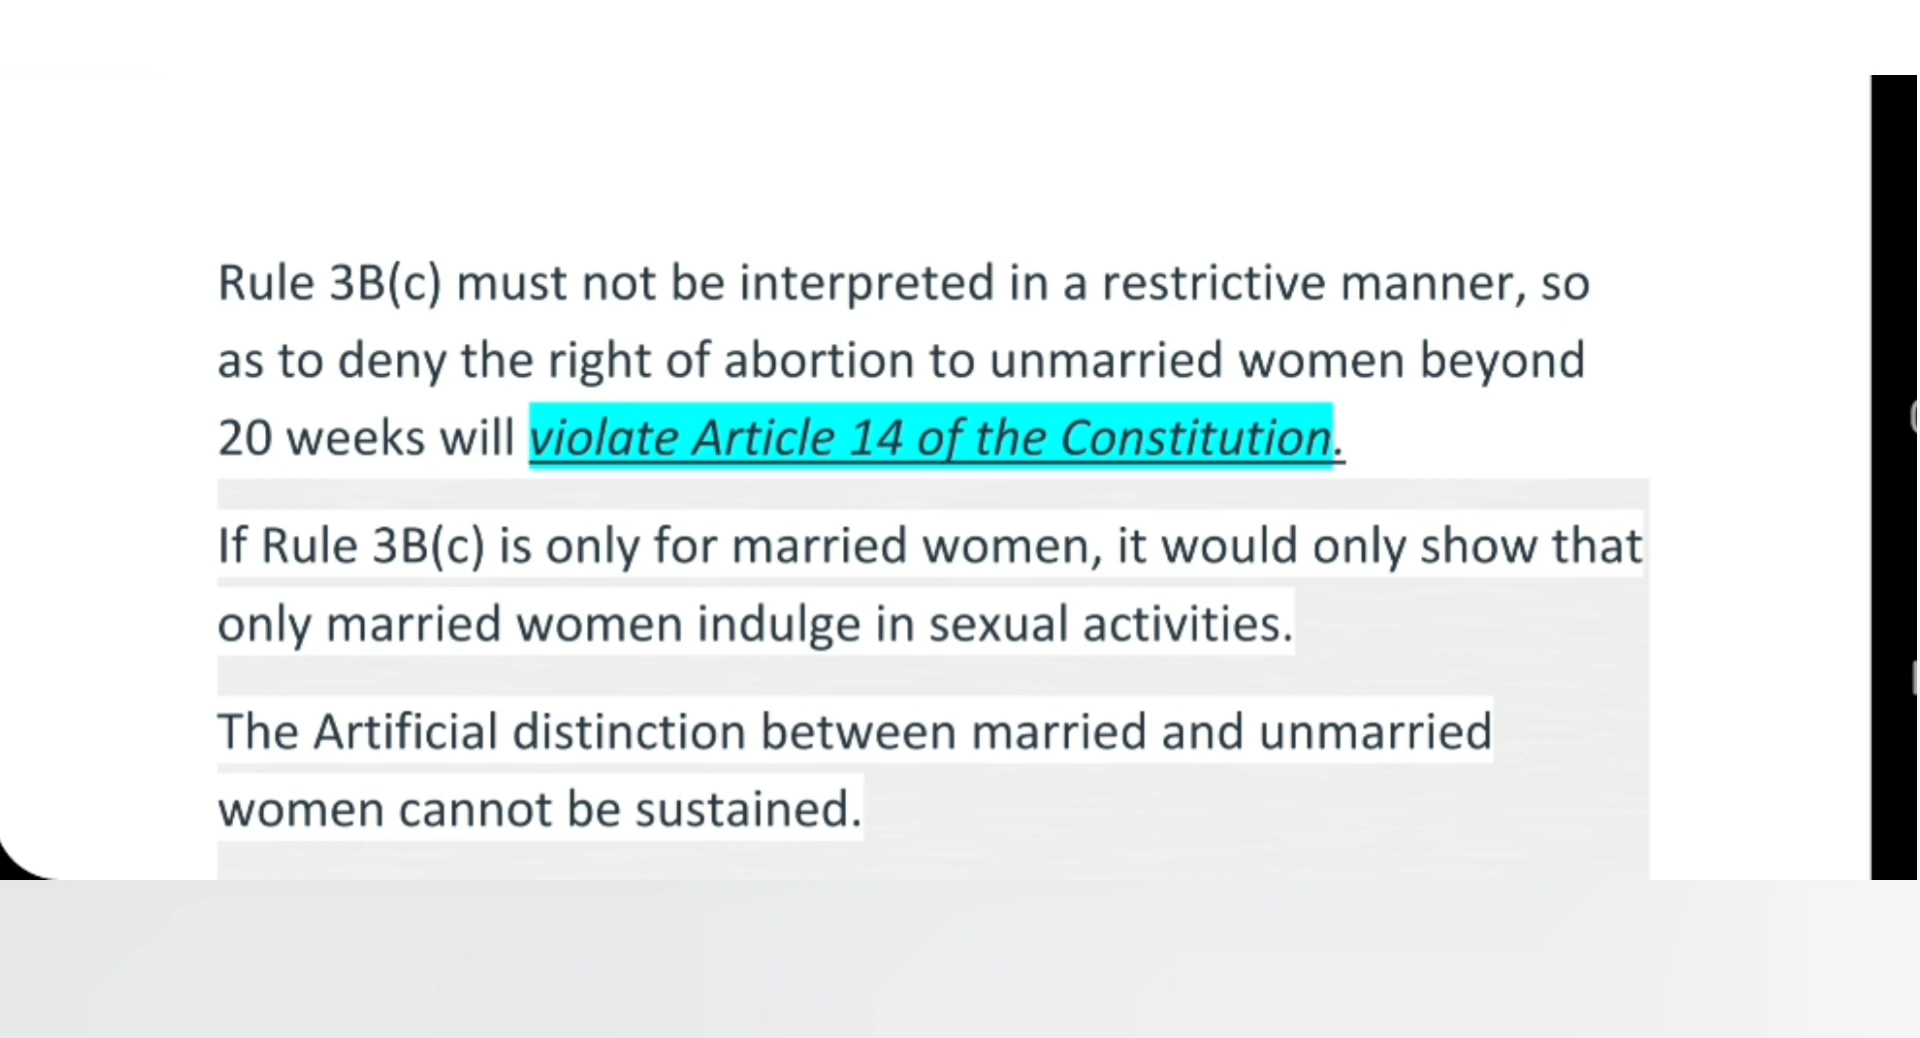 Rule 3B(c) must not be interpreted in a restrictive manner, so
as to deny the right of abortion to unmarried women beyond
20 weeks will violate Article 14 of the Constitution.
If Rule 3B(c) is only for married women, it would only show that
only married women indulge in sexual activities.
The Artificial distinction between married and unmarried
women cannot be sustained.